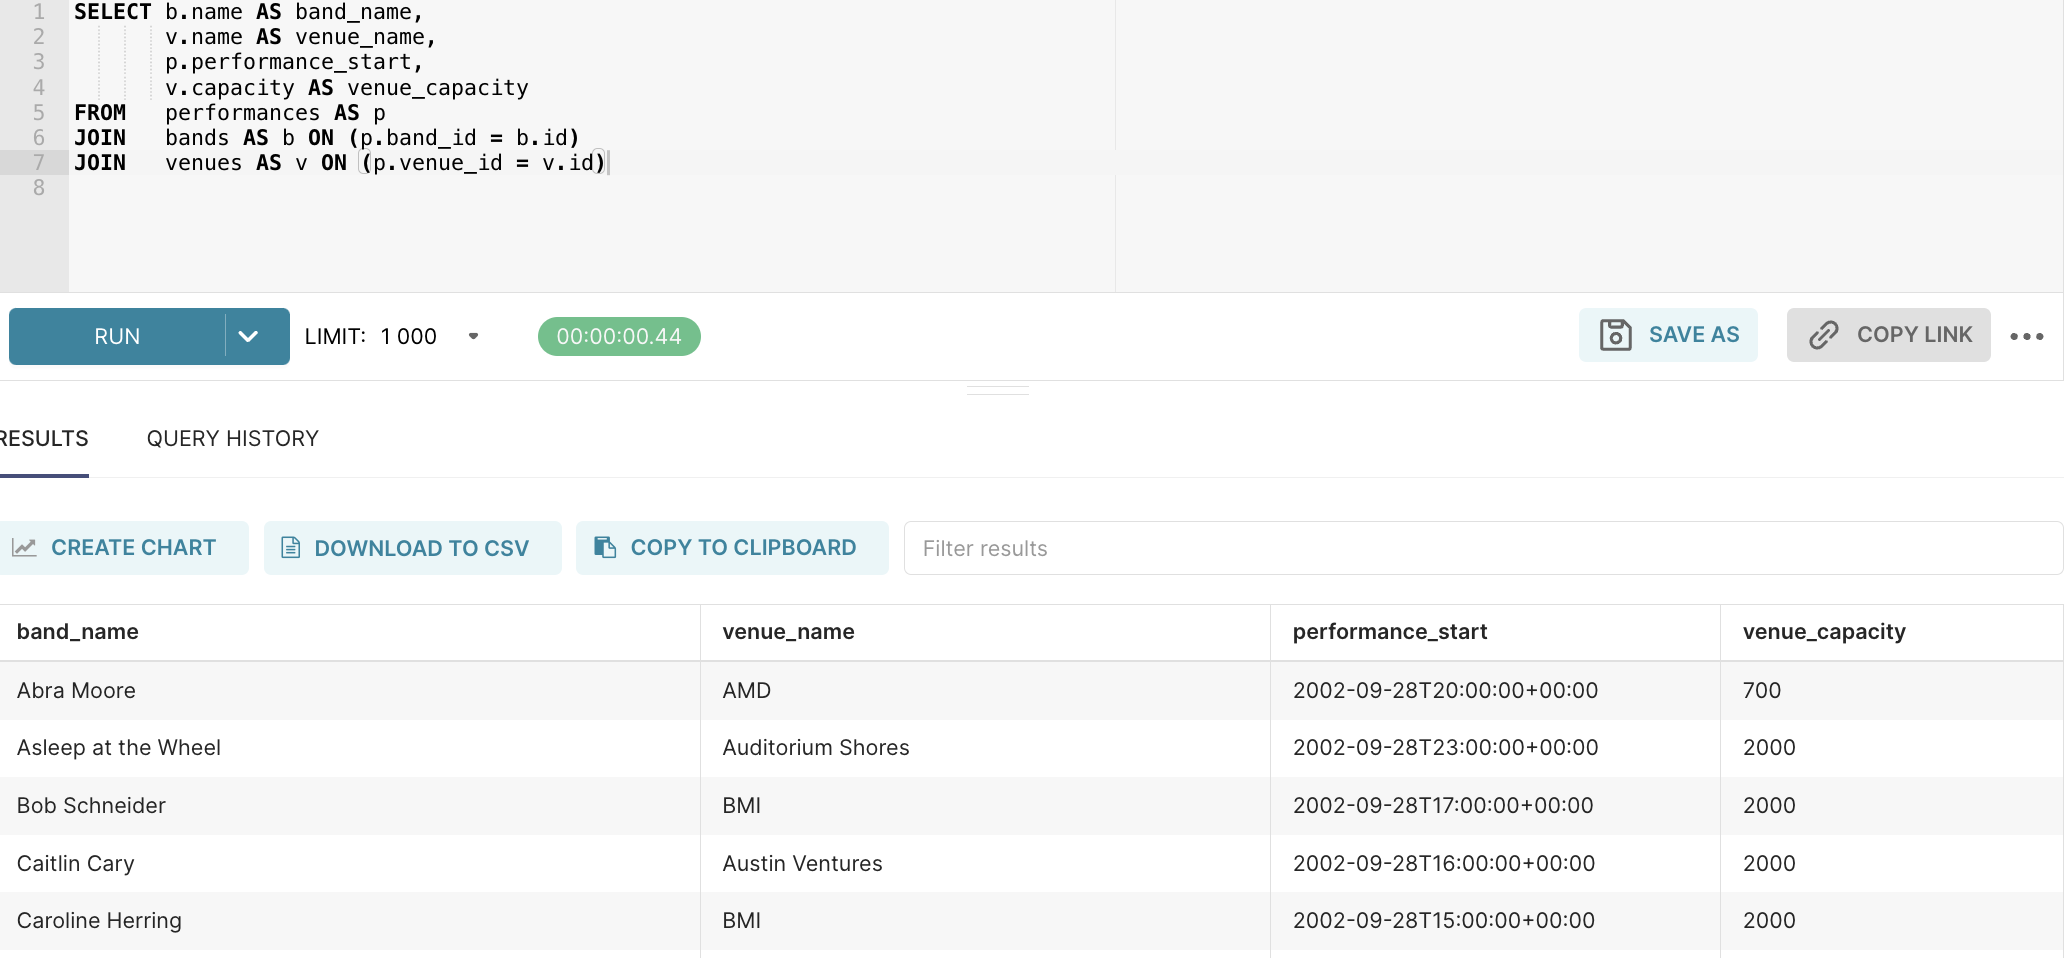 1 SELECT b.name AS band_name,
2 v.name AS venue_name,
3 p.performance_start,
4 v.capacity AS venue_capacity
5 FROM performances AS p
6 JOIN bands AS b ON (p.band_id = b.id)
7 JOIN venues AS v ON (p.venue_id = v.id)
8
RUN LIMIT: 1 000 00:00:00.44 SAVE AS COPY LINK
RESULTS QUERY HISTORY
CREATE CHART DOWNLOAD TO CSV COPY TO CLIPBOARD Filter results
band_name venue_name performance_start venue_capacity
Abra Moore AMD 2002-09-28T20:00:00+00:00 700
Asleep at the Wheel Auditorium Shores 2002-09-28T23:00:00+00:00 2000
Bob Schneider BMI 2002-09-28T17:00:00+00:00 2000
Caitlin Cary Austin Ventures 2002-09-28T16:00:00+00:00 2000
Caroline Herring BMI 2002-09-28T15:00:00+00:00 2000